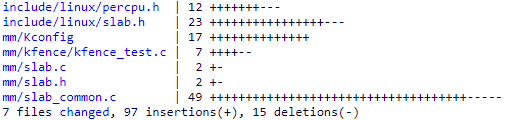 include/linux/percpu.h | 12 +++++++---
include/linux/slab.h | 23 ++++++++++++++++---
mm/Kconfig | 17 ++++++++++++++
mm/kfence/kfence_test.c | 7 ++++--
mm/slab.c | 2 +-
mm/slab.h | 2 +-
mm/slab_common.c | 49 +++++++++++++++++++++++++++++++++++++-----
7 files changed, 97 insertions(+), 15 deletions(-)